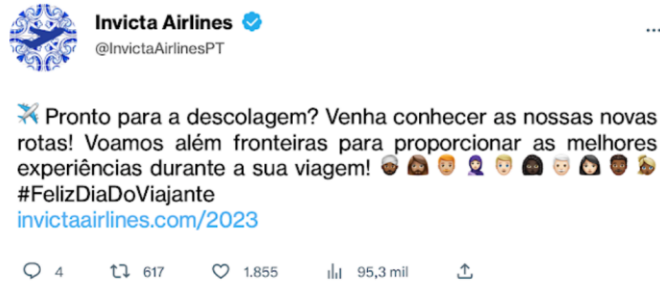 Invicta Airlines
@InvictaAirlinesPT
✈️ Pronto para a descolagem? Venha conhecer as nossas novas
rotas! Voamos além fronteiras para proporcionar as melhores
experiências durante a sua viagem!
#FelizDiaDoViajante
invictaairlines.com/2023
4 617 1.855 95,3 mil